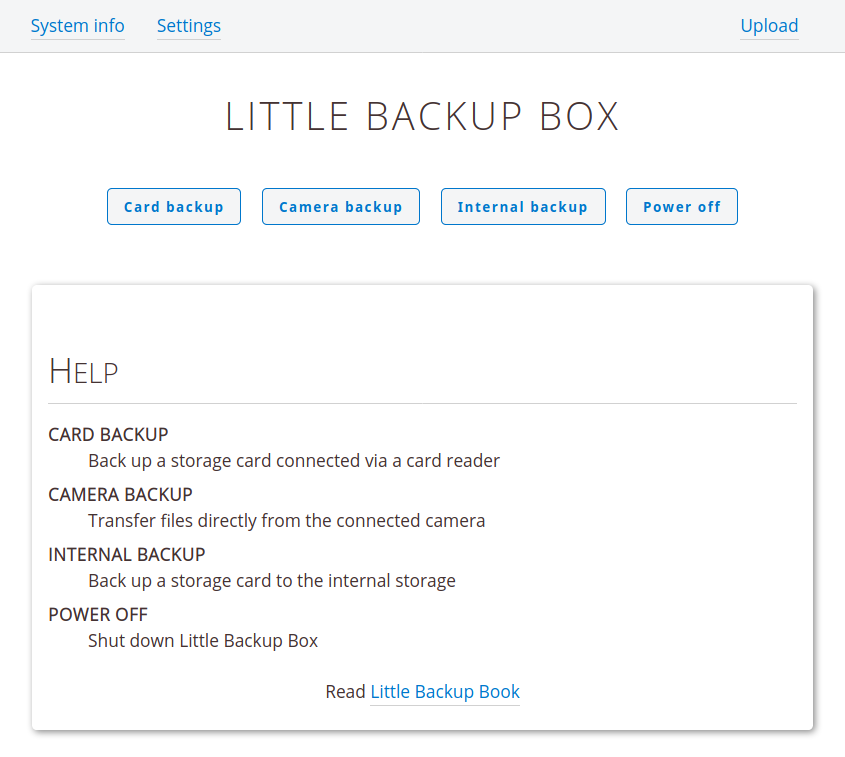 System info Settings Upload
LITTLE BACKUP BOX
Card backup Camera backup Internal backup Power off
HELP
CARD BACKUP
Back up a storage card connected via a card reader
CAMERA BACKUP
Transfer files directly from the connected camera
INTERNAL BACKUP
Back up a storage card to the internal storage
POWER OFF
Shut down Little Backup Box
Read Little Backup Book